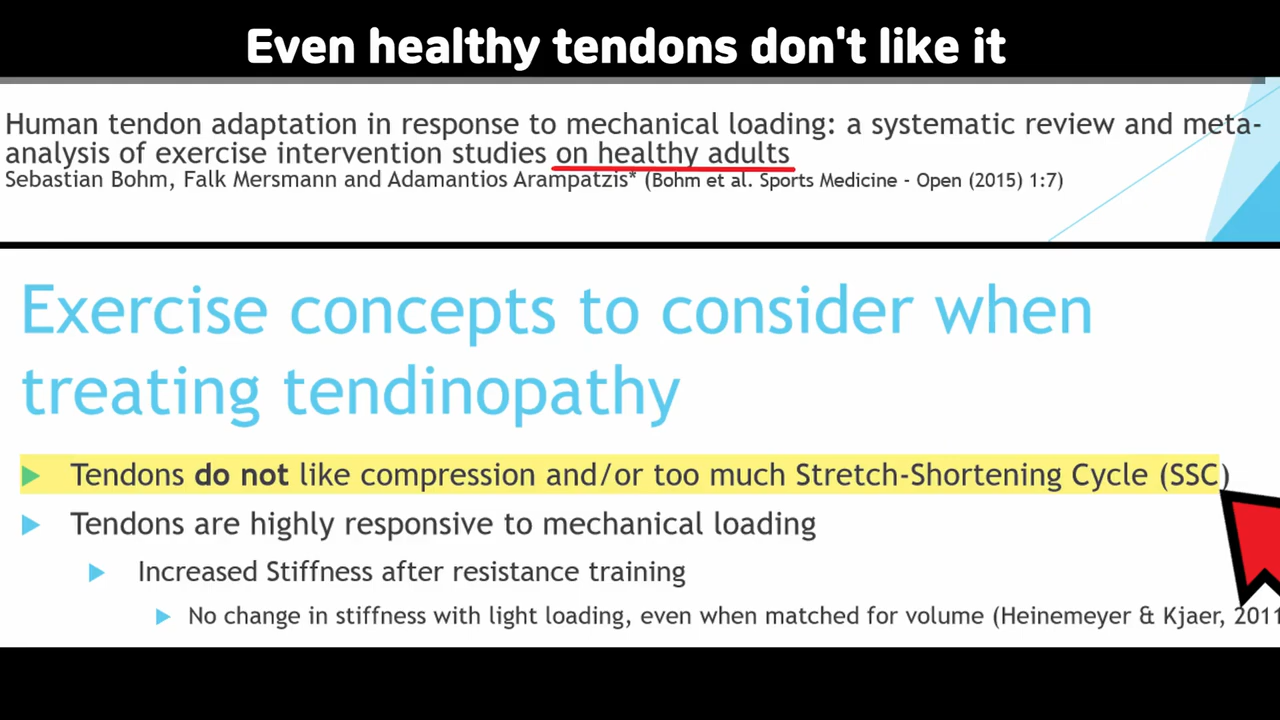 Even healthy tendons don't like it
Human tendon adaptation in response to mechanical loading: a systematic review and meta-
analysis of exercise intervention studies on healthy adults
Sebastian Bohm, Falk Mersmann and Adamantios Arampatzis* (Bohm et al. Sports Medicine - Open (2015) 1:7)
Exercise concepts to consider when
treating tendinopathy
Tendons do not like compression and/or too much Stretch-Shortening Cycle (SSC)
Tendons are highly responsive to mechanical loading
Increased Stiffness after resistance training
No change in stiffness with light loading, even when matched for volume (Heinemeyer & Kjaer, 2011